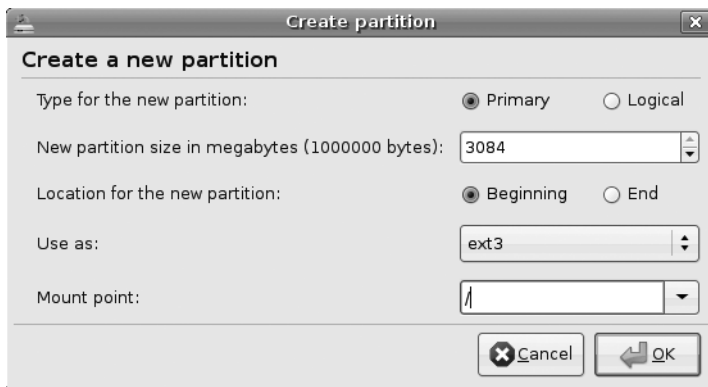 Create partition
Create a new partition
Type for the new partition: Primary Logical
New partition size in megabytes (1000000 bytes): 3084
Location for the new partition: Beginning End
Use as: ext3
Mount point: /
Cancel OK